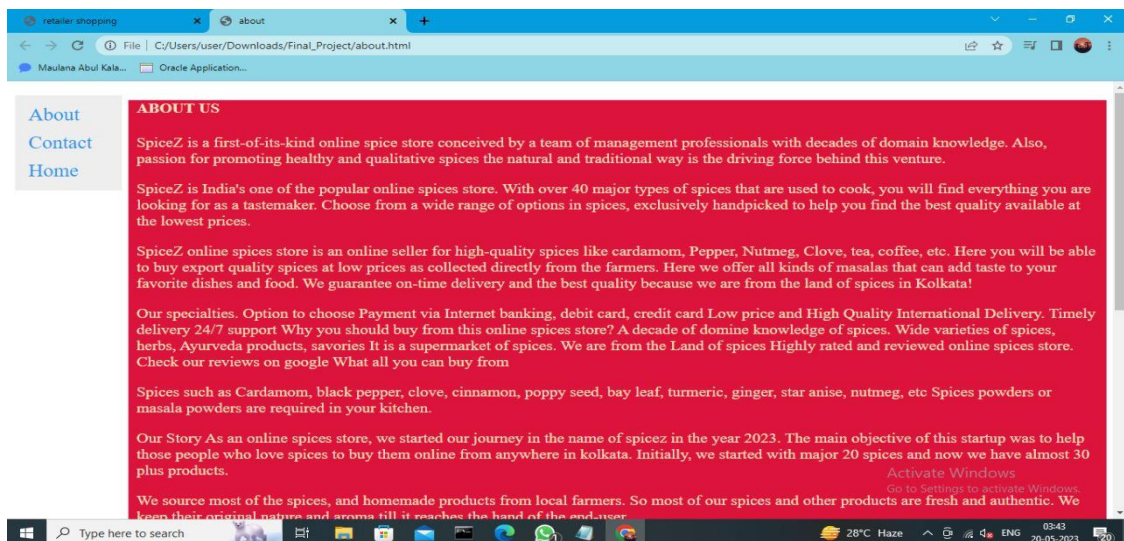 retailer shopping
about
File | C:/Users/user/Downloads/Final_Project/about.html
Maulana Abul Kala...
Oracle Application...
About
Contact
Home
ABOUT US
SpiceZ is a first-of-its-kind online spice store conceived by a team of management professionals with decades of domain knowledge. Also,
passion for promoting healthy and qualitative spices the natural and traditional way is the driving force behind this venture.
SpiceZ is India's one of the popular online spices store. With over 40 major types of spices that are used to cook, you will find everything you are
looking for as a tastemaker. Choose from a wide range of options in spices, exclusively handpicked to help you find the best quality available at
the lowest prices.
SpiceZ online spices store is an online seller for high-quality spices like cardamom, Pepper, Nutmeg, Clove, tea, coffee, etc. Here you will be able
to buy export quality spices at low prices as collected directly from the farmers. Here we offer all kinds of masalas that can add taste to your
favorite dishes and food. We guarantee on-time delivery and the best quality because we are from the land of spices in Kolkata!
Our specialties. Option to choose Payment via Internet banking, debit card, credit card Low price and High Quality International Delivery. Timely
delivery 24/7 support Why you should buy from this online spices store? A decade of domine knowledge of spices. Wide varieties of spices,
herbs, Ayurveda products, savories It is a supermarket of spices. We are from the Land of spices Highly rated and reviewed online spices store.
Check our reviews on google What all you can buy from
Spices such as Cardamom, black pepper, clove, cinnamon, poppy seed, bay leaf, turmeric, ginger, star anise, nutmeg, etc Spices powders or
masala powders are required in your kitchen.
Our Story As an online spices store, we started our journey in the name of spicez in the year 2023. The main objective of this startup was to help
those people who love spices to buy them online from anywhere in kolkata. Initially, we started with major 20 spices and now we have almost 30
plus products.
We source most of the spices, and homemade products from local farmers. So most of our spices and other products are fresh and authentic. We
keep their original nature and aroma till it reaches the hand of the end-user
Activate Windows
Go to Settings to activate Windows.
Type here to search
28°C Haze
ENG
03:43
20-05-2023
20